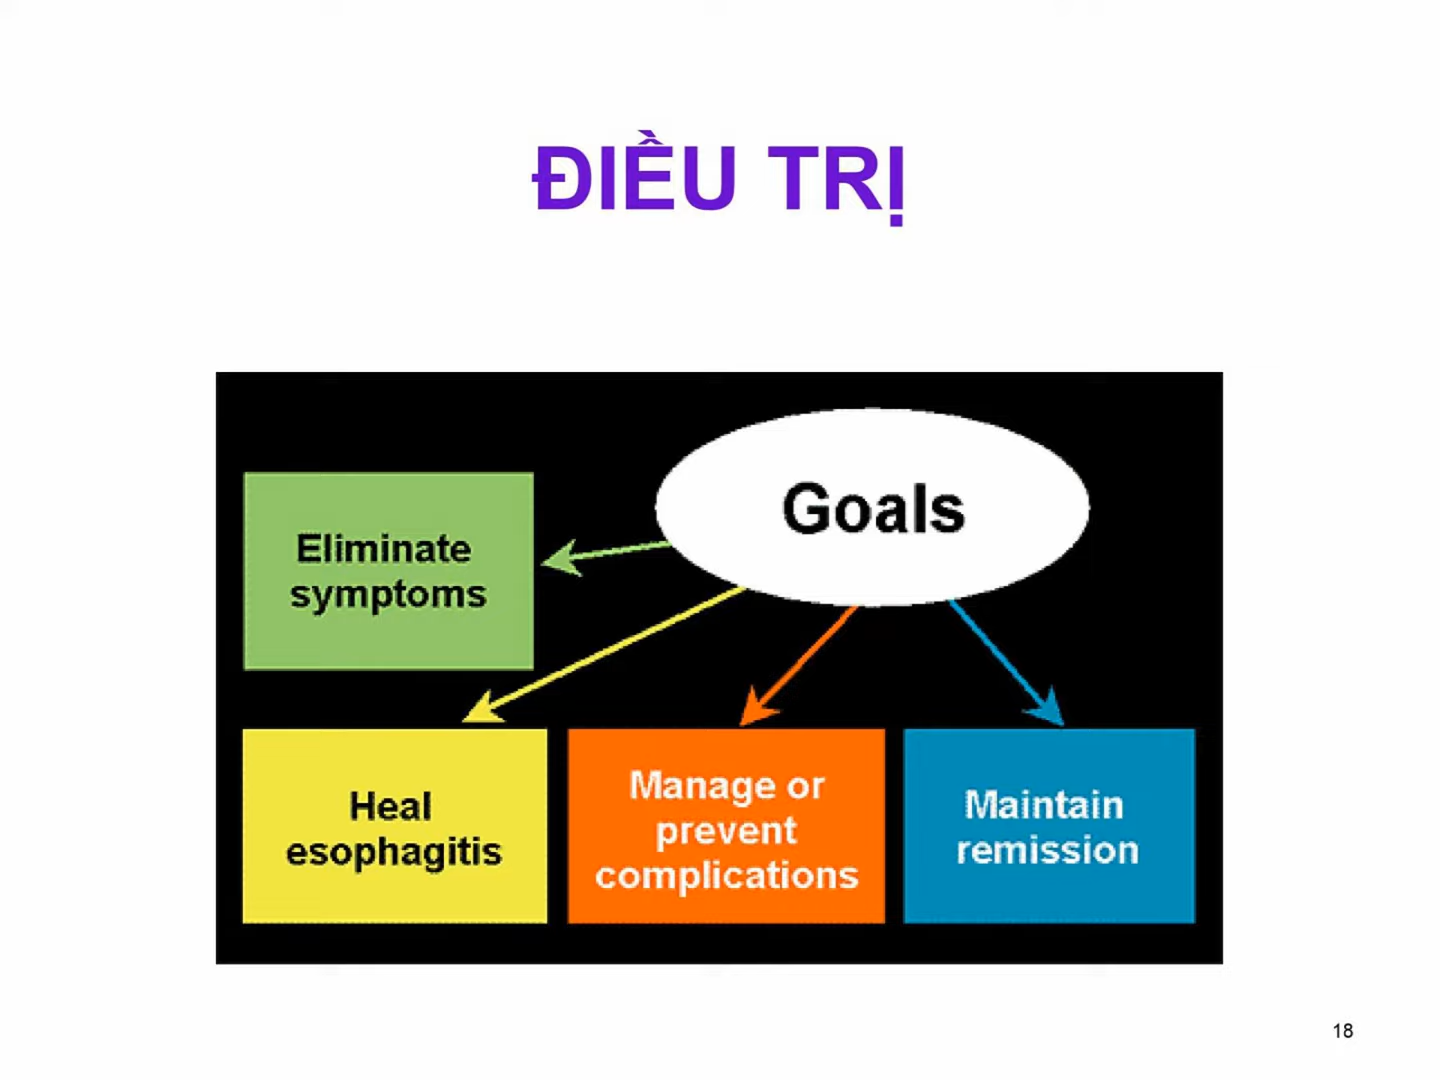 ĐIỀU TRỊ
Goals
Eliminate
symptoms
Heal
esophagitis
Manage or
prevent
complications
Maintain
remission
18